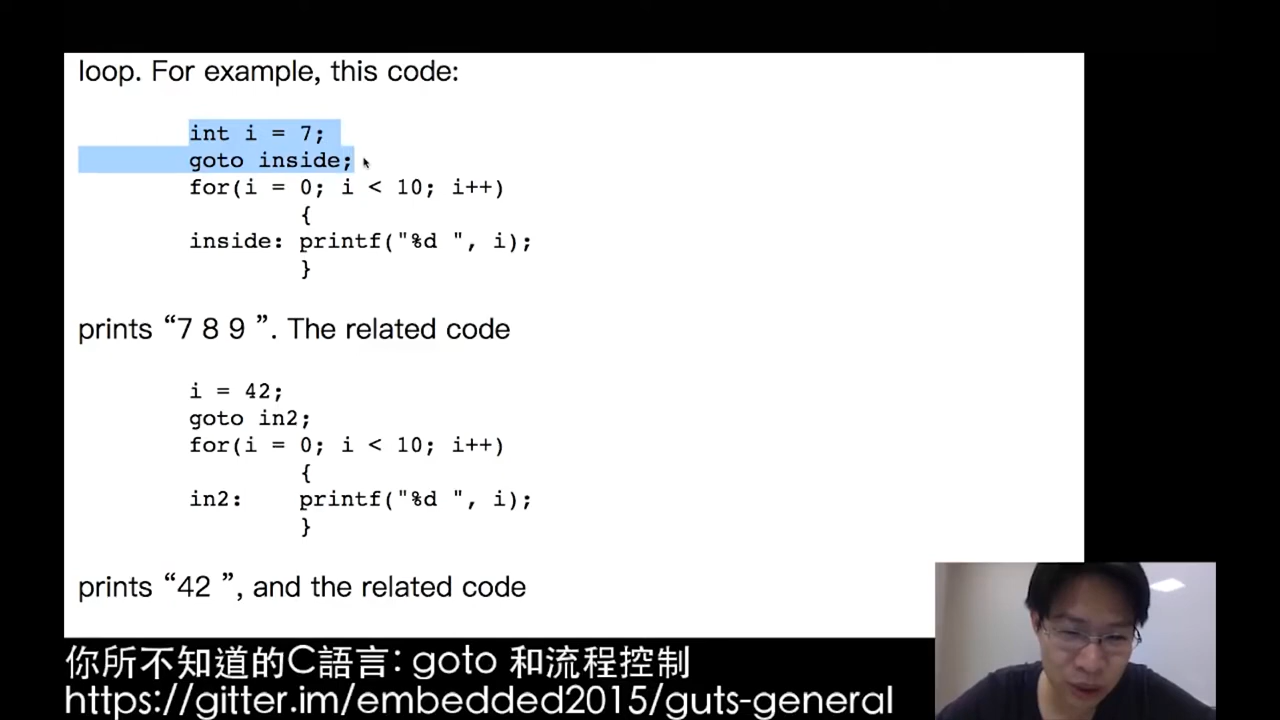 loop. For example, this code:
int i = 7;
goto inside;
for(i = 0; i < 10; i++)
{
inside: printf("%d ", i);
}
prints “7 8 9 ”. The related code
i = 42;
goto in2;
for(i = 0; i < 10; i++)
{
in2: printf("%d ", i);
}
prints “42 ”, and the related code
你所不知道的C語言: goto 和流程控制
https://gitter.im/embedded2015/guts-general